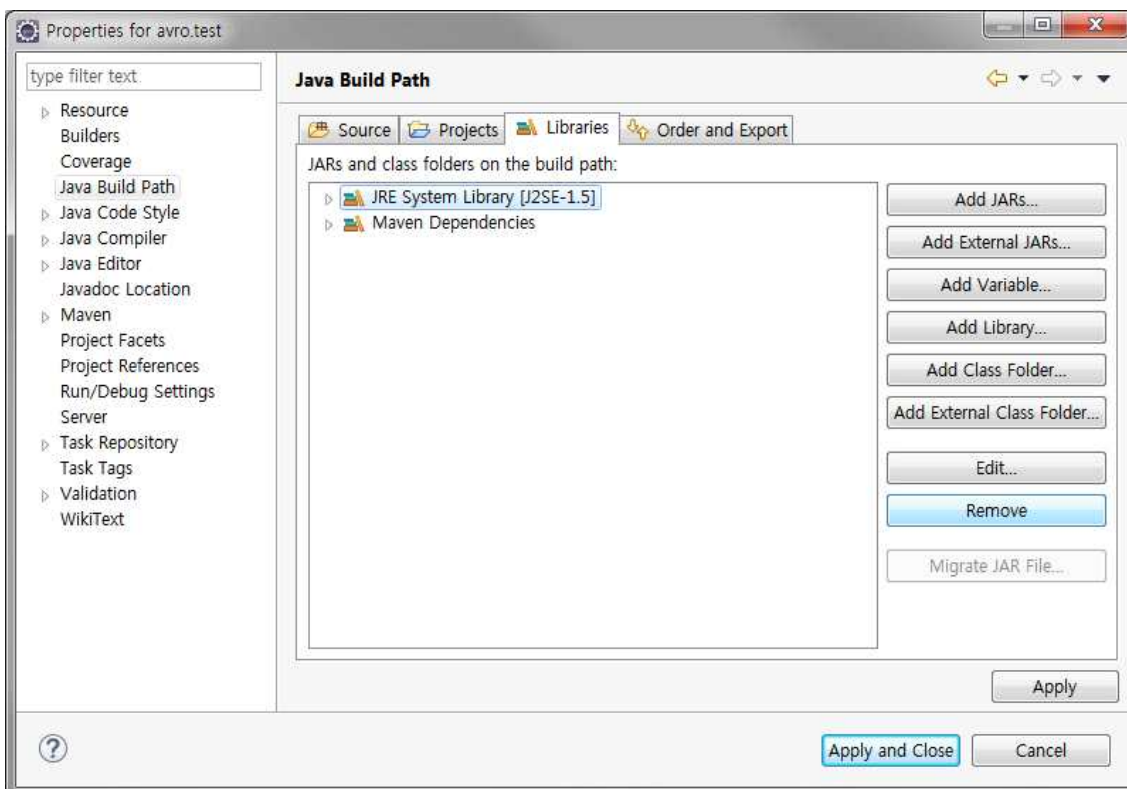 Properties for avro.test
type filter text
Resource
Builders
Coverage
Java Build Path
Java Code Style
Java Compiler
Java Editor
Javadoc Location
Maven
Project Facets
Project References
Run/Debug Settings
Server
Task Repository
Task Tags
Validation
WikiText
Java Build Path
Source
Projects
Libraries
Order and Export
JARs and class folders on the build path:
JRE System Library [J2SE-1.5]
Maven Dependencies
Add JARs...
Add External JARs...
Add Variable...
Add Library...
Add Class Folder...
Add External Class Folder...
Edit...
Remove
Migrate JAR File...
Apply
?
Apply and Close
Cancel